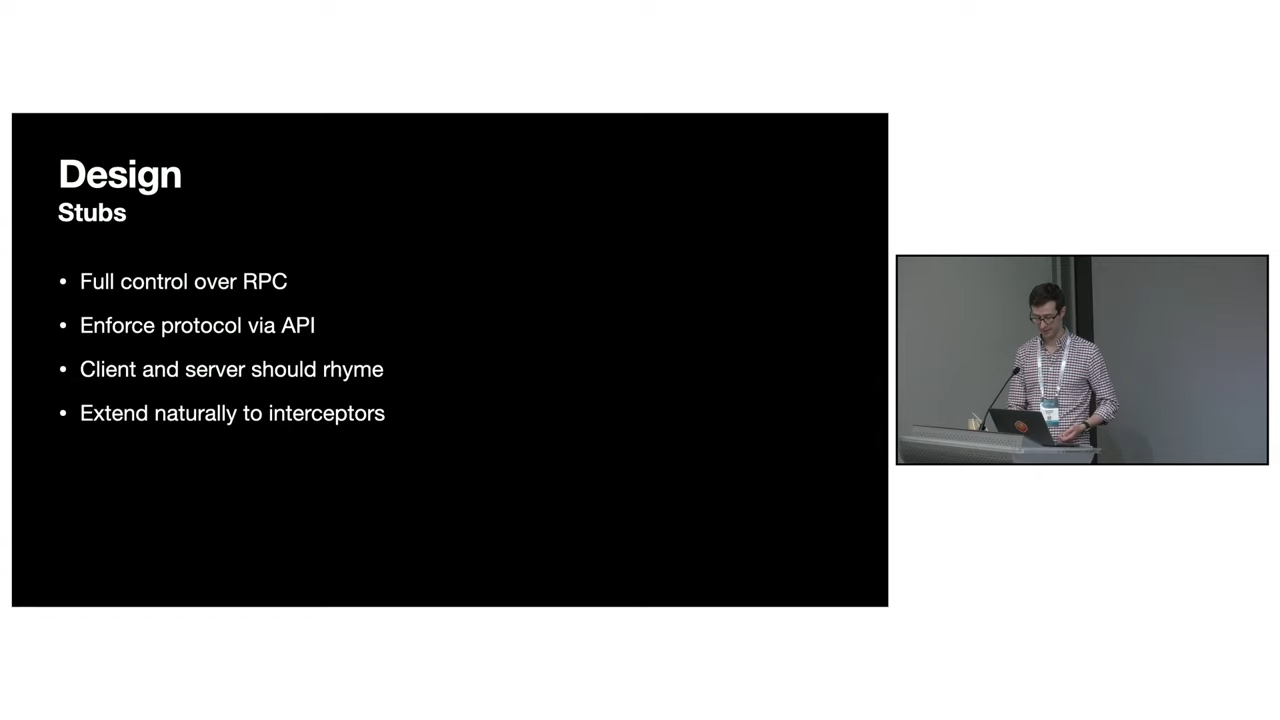 Design
Stubs
• Full control over RPC
• Enforce protocol via API
• Client and server should rhyme
• Extend naturally to interceptors